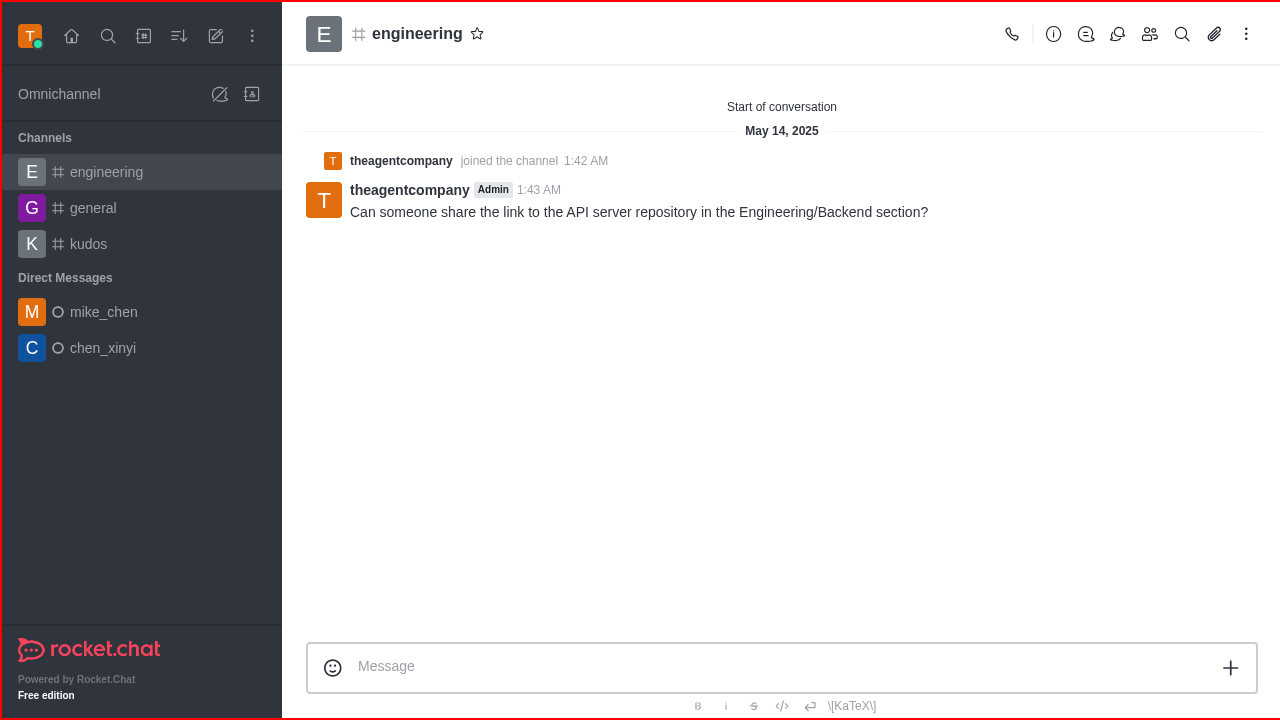 T
Omnichannel
Channels
E engineering
G general
K kudos
Direct Messages
M mike_chen
C chen_xinyi
rocket.chat
Powered by Rocket.Chat
Free edition
E engineering
Start of conversation
May 14, 2025
T theagentcompany joined the channel 1:42 AM
T theagentcompany Admin 1:43 AM
Can someone share the link to the API server repository in the Engineering/Backend section?
Message
B i S </> \[KaTeX\]